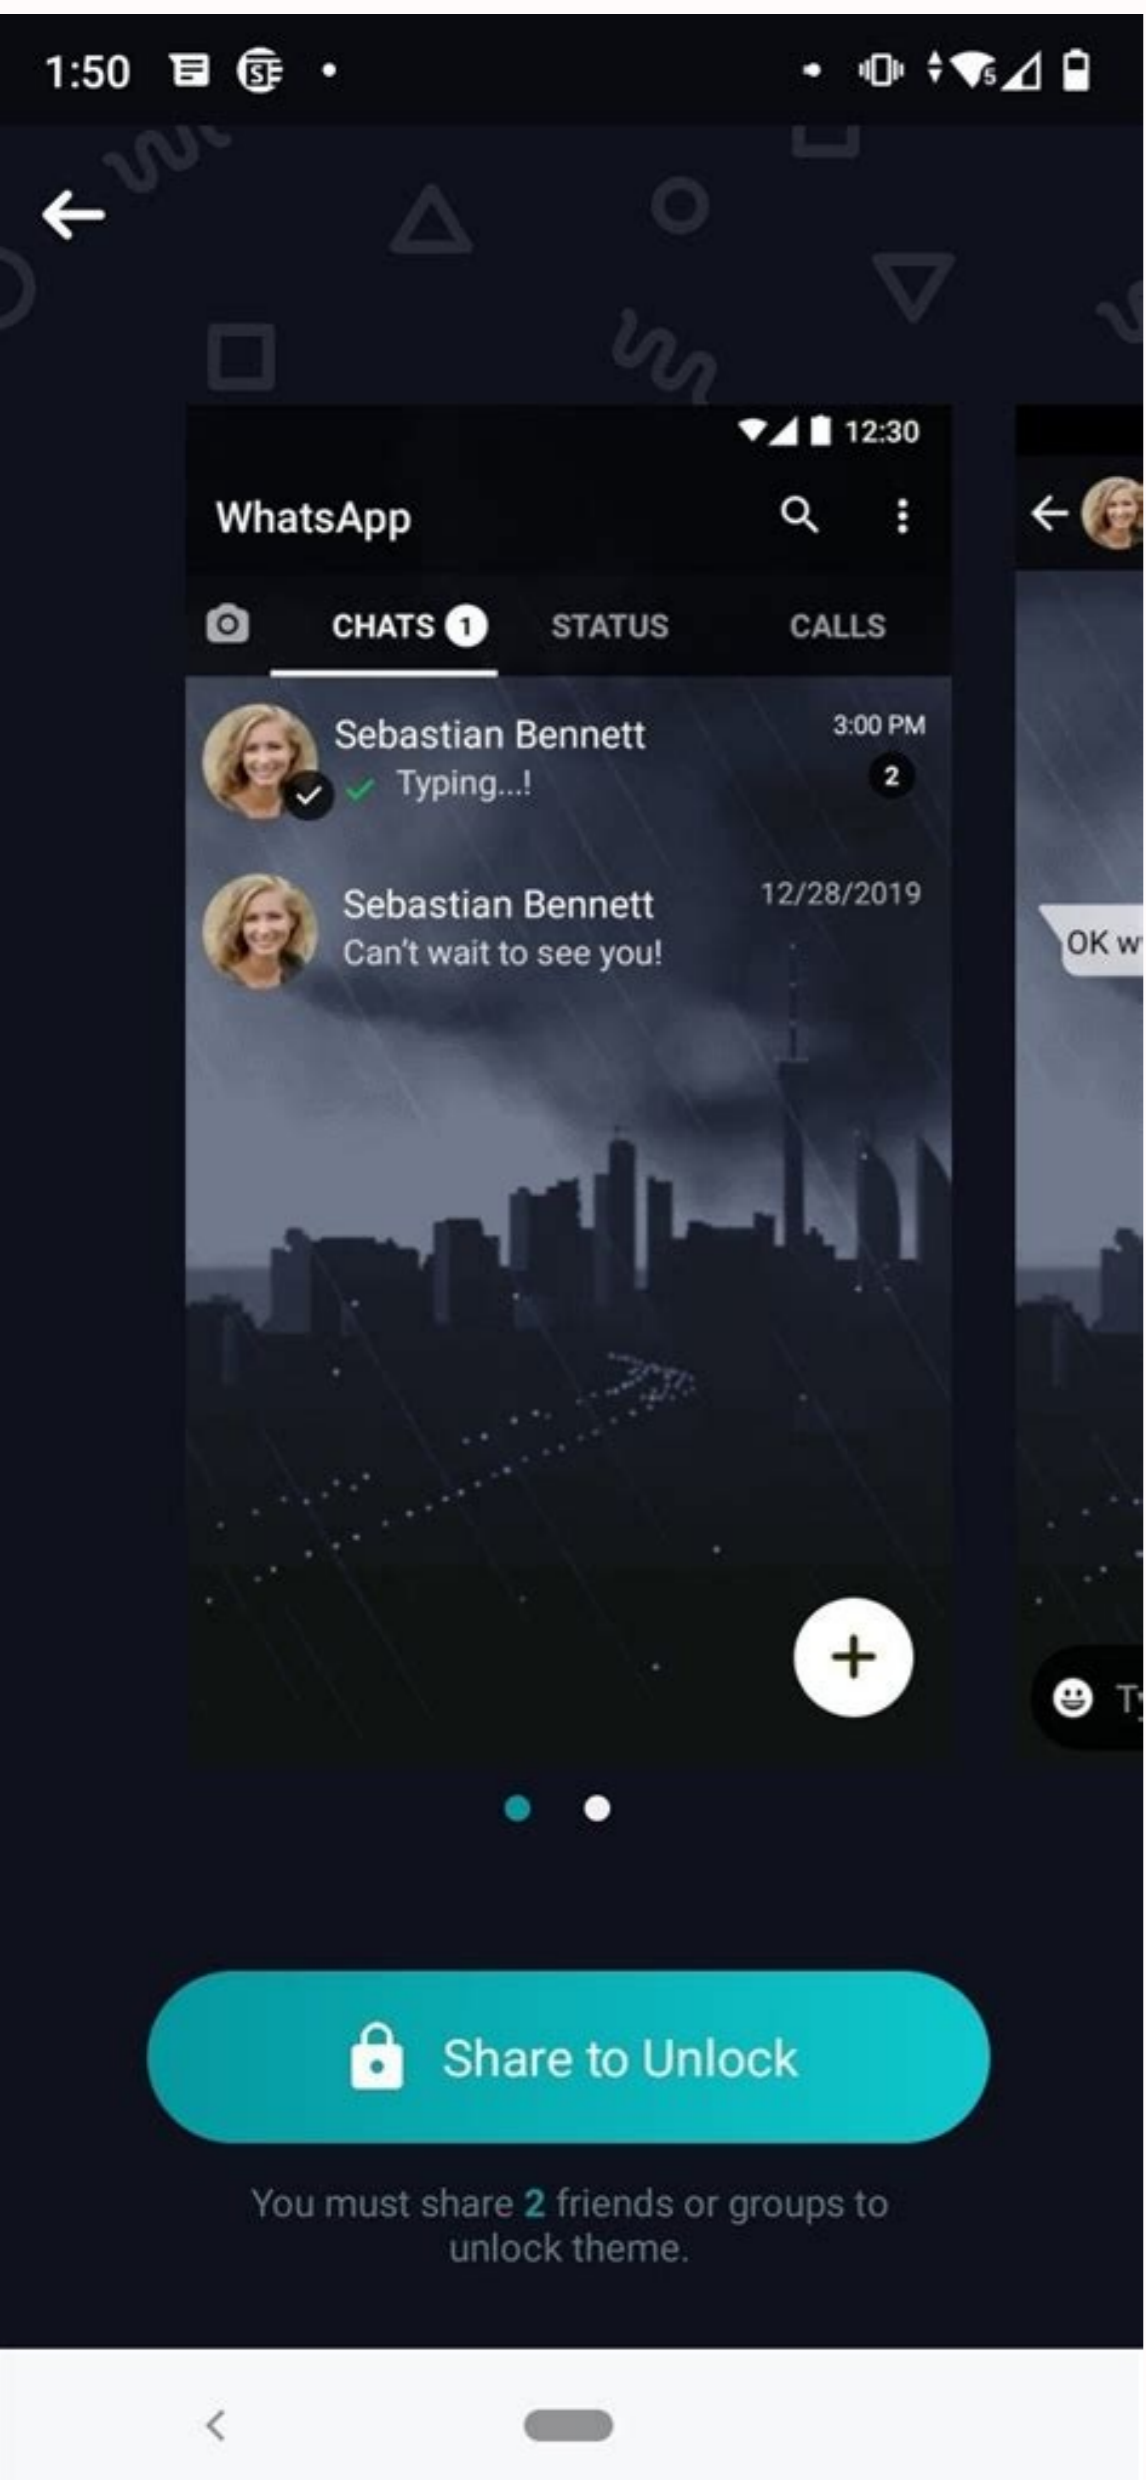 1:50
12:30
WhatsApp
CHATS 1 STATUS CALLS
Sebastian Bennett 3:00 PM
Typing...! 2
Sebastian Bennett 12/28/2019
Can't wait to see you!
OK w
Share to Unlock
You must share 2 friends or groups to
unlock theme.